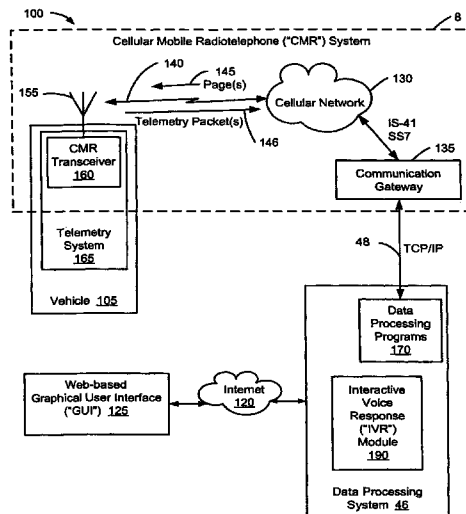 100
8
Cellular Mobile Radiotelephone ("CMR") System
155
140
145
Page(s)
Cellular Network
130
Telemetry Packet(s)
146
IS-41
SS7
CMR
Transceiver
160
135
Communication
Gateway
Telemetry
System
165
Vehicle 105
48
TCP/IP
Data
Processing
Programs
170
Web-based
Graphical User Interface
("GUI") 125
Internet
120
Interactive
Voice
Response
("IVR")
Module
190
Data Processing
System 46